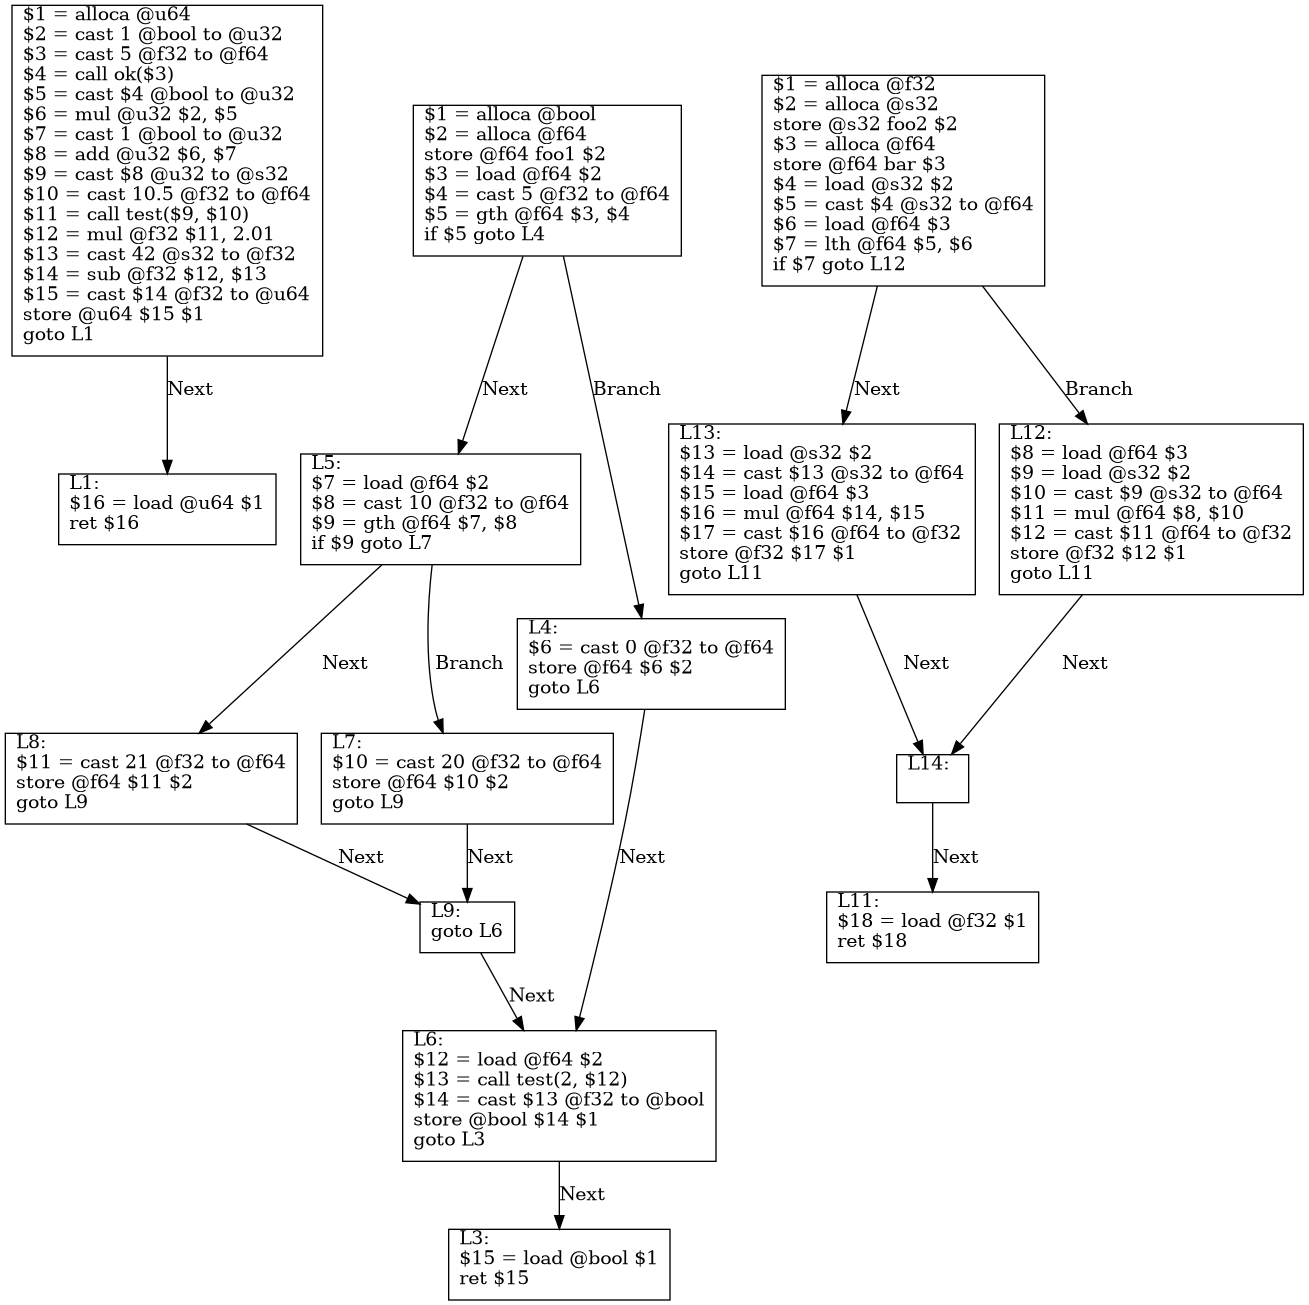 $1 = alloca @u64
$2 = cast 1 @bool to @u32
$3 = cast 5 @f32 to @f64
$4 = call ok($3)
$5 = cast $4 @bool to @u32
$6 = mul @u32 $2, $5
$7 = cast 1 @bool to @u32
$8 = add @u32 $6, $7
$9 = cast $8 @u32 to @s32
$10 = cast 10.5 @f32 to @f64
$11 = call test($9, $10)
$12 = mul @f32 $11, 2.01
$13 = cast 42 @s32 to @f32
$14 = sub @f32 $12, $13
$15 = cast $14 @f32 to @u64
store @u64 $15 $1
goto L1
Next
L1:
$16 = load @u64 $1
ret $16
$1 = alloca @bool
$2 = alloca @f64
store @f64 foo1 $2
$3 = load @f64 $2
$4 = cast 5 @f32 to @f64
$5 = gth @f64 $3, $4
if $5 goto L4
Next
Branch
L5:
$7 = load @f64 $2
$8 = cast 10 @f32 to @f64
$9 = gth @f64 $7, $8
if $9 goto L7
L4:
$6 = cast 0 @f32 to @f64
store @f64 $6 $2
goto L6
Next
Branch
L8:
$11 = cast 21 @f32 to @f64
store @f64 $11 $2
goto L9
L7:
$10 = cast 20 @f32 to @f64
store @f64 $10 $2
goto L9
Next
Next
Next
L9:
goto L6
Next
L6:
$12 = load @f64 $2
$13 = call test(2, $12)
$14 = cast $13 @f32 to @bool
store @bool $14 $1
goto L3
Next
L3:
$15 = load @bool $1
ret $15
$1 = alloca @f32
$2 = alloca @s32
store @s32 foo2 $2
$3 = alloca @f64
store @f64 bar $3
$4 = load @s32 $2
$5 = cast $4 @s32 to @f64
$6 = load @f64 $3
$7 = lth @f64 $5, $6
if $7 goto L12
Next
Branch
L13:
$13 = load @s32 $2
$14 = cast $13 @s32 to @f64
$15 = load @f64 $3
$16 = mul @f64 $14, $15
$17 = cast $16 @f64 to @f32
store @f32 $17 $1
goto L11
L12:
$8 = load @f64 $3
$9 = load @s32 $2
$10 = cast $9 @s32 to @f64
$11 = mul @f64 $8, $10
$12 = cast $11 @f64 to @f32
store @f32 $12 $1
goto L11
Next
Next
L14:
Next
L11:
$18 = load @f32 $1
ret $18